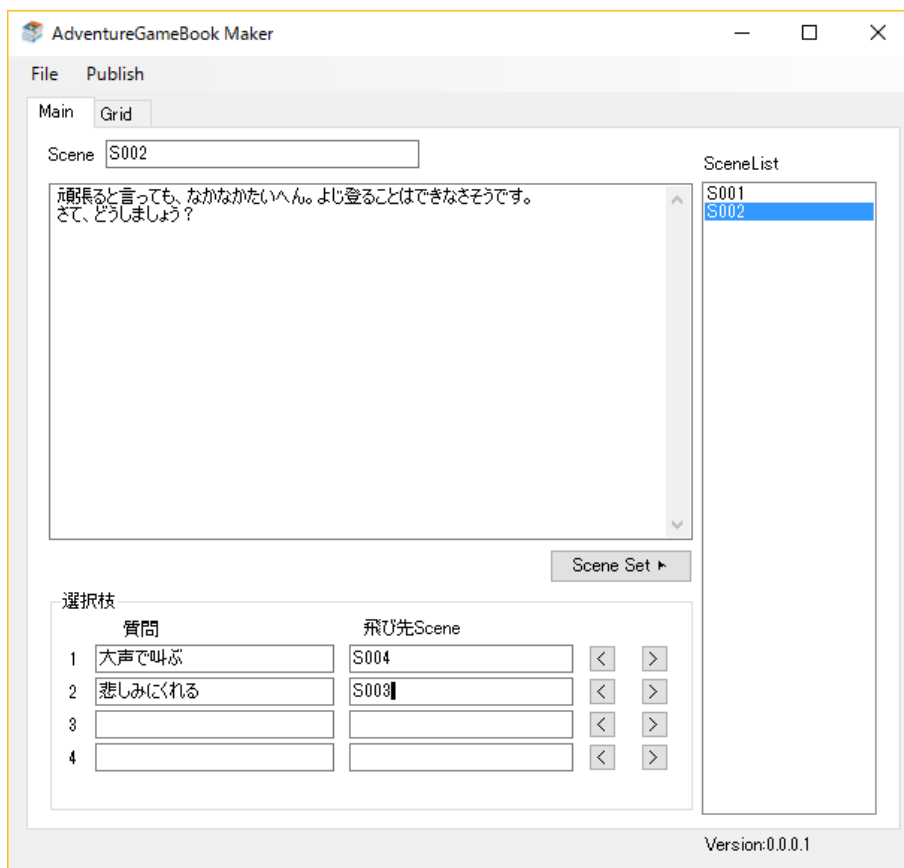 AdventureGameBook Maker
File Publish
Main Grid
Scene S002
SceneList
頑張ると言っても、なかなかたいへん。よじ登ることはできなさそうです。
さて、どうしましょう?
S001
S002
Scene Set
選択枝
質問 飛び先Scene
1 大声で叫ぶ S004 < >
2 悲しみにくれる S003 < >
3 < >
4 < >
Version:0.0.0.1